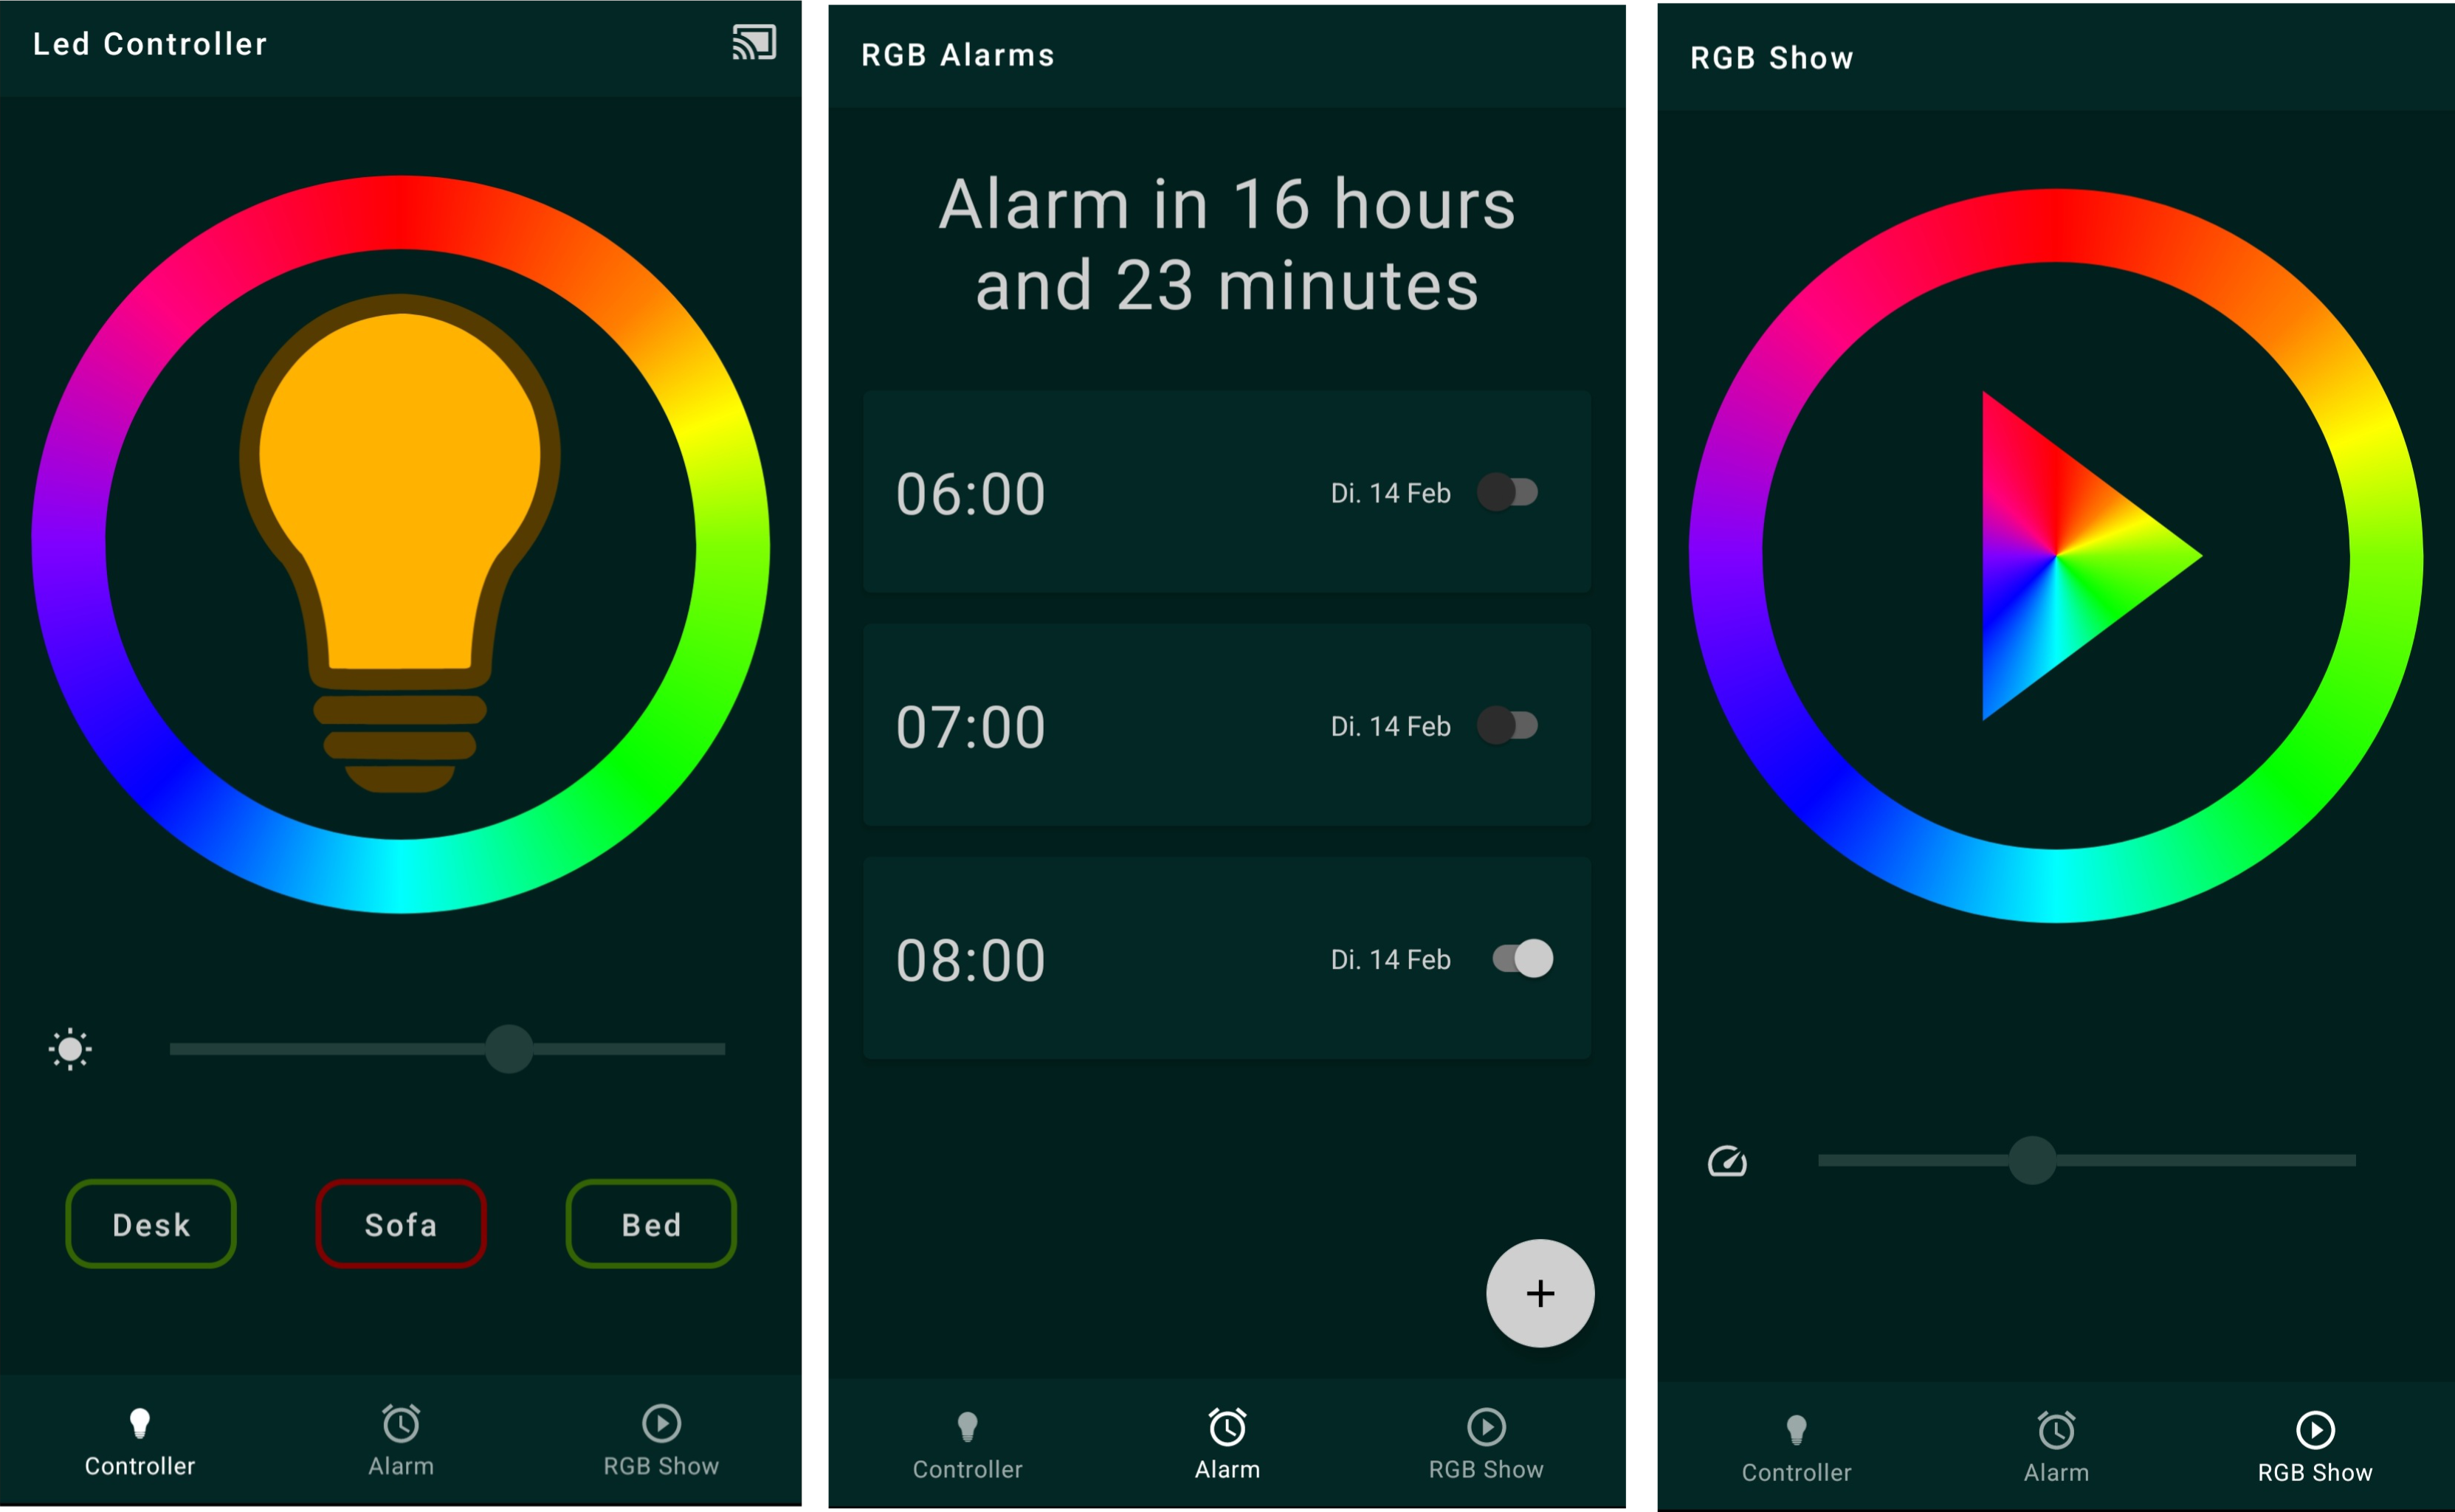 Led Controller
Desk
Sofa
Bed
Controller
Alarm
RGB Show
RGB Alarms
Alarm in 16 hours
and 23 minutes
06:00
Di. 14 Feb
07:00
Di. 14 Feb
08:00
Di. 14 Feb
+
Controller
Alarm
RGB Show
RGB Show
Controller
Alarm
RGB Show